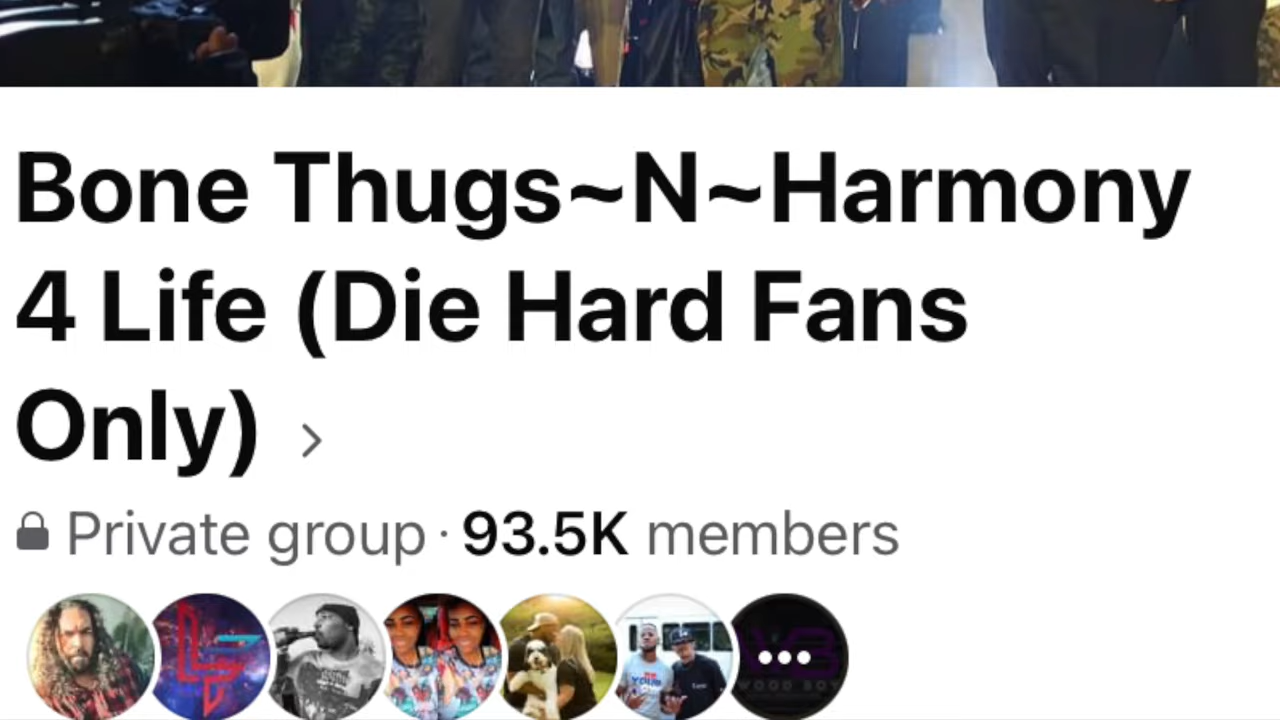 Bone Thugs~N~Harmony
4 Life (Die Hard Fans
Only) >
Private group · 93.5K members